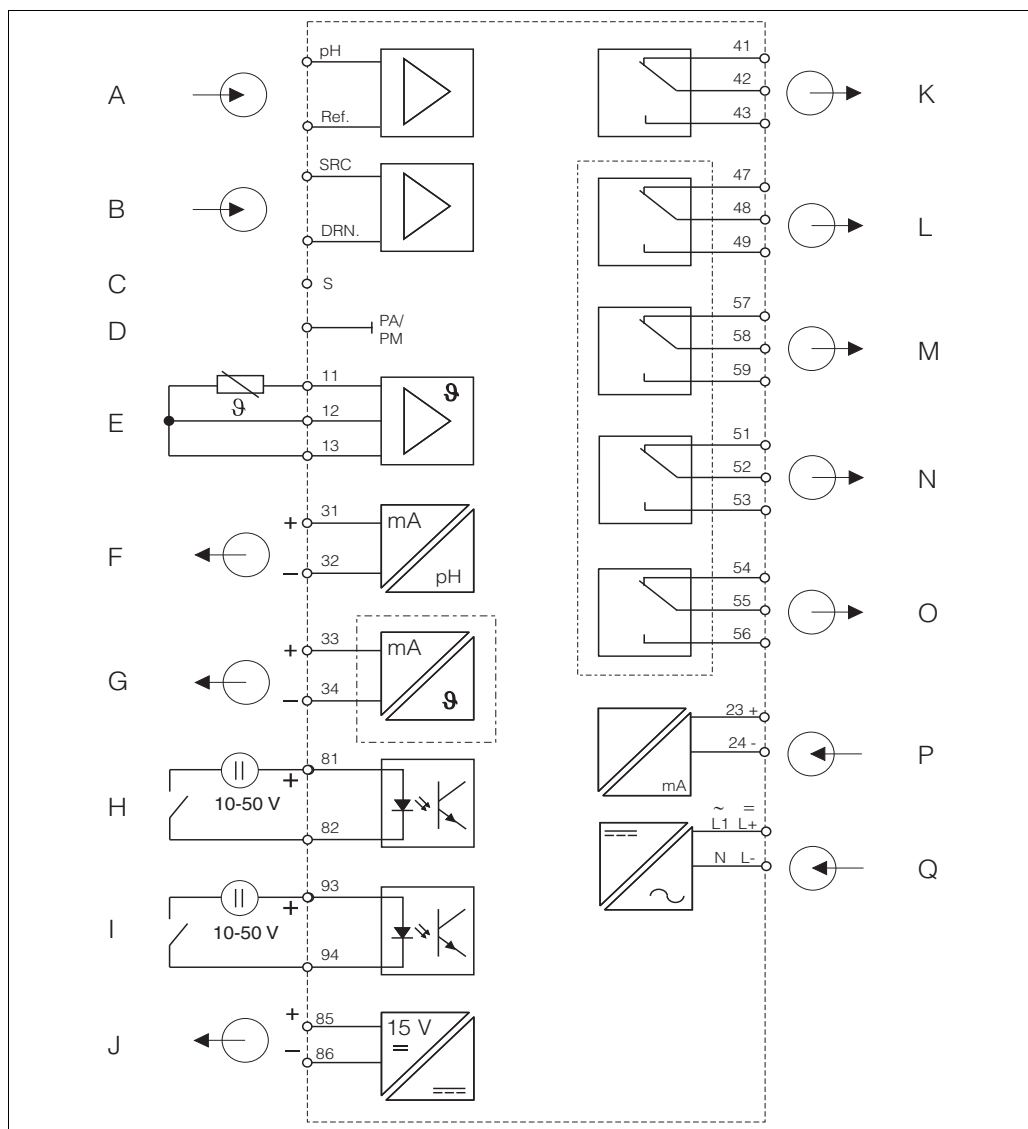 A
pH
Ref.
B
SRC
DRN.
C
S
D
PA/
PM
E
ϑ
11
12
13
ϑ
F
+
31
−
32
mA
pH
G
+
33
−
34
mA
ϑ
H
10-50 V
+
81
82
I
10-50 V
+
93
94
J
+
85
−
86
15 V
=
41
42
43
K
47
48
49
L
57
58
59
M
51
52
53
N
54
55
56
O
mA
23 +
24 -
P
~ =
L1 L+
N L-
Q